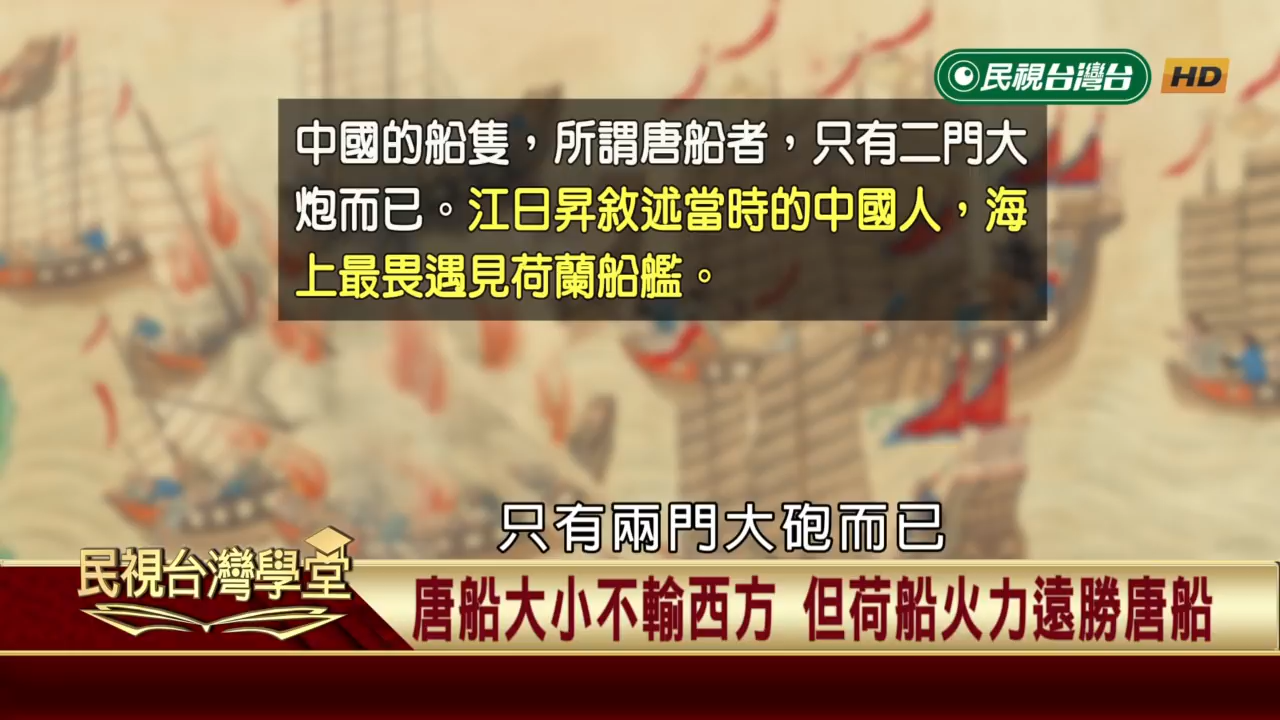 民視台灣台 HD
中國的船隻，所謂唐船者，只有二門大
炮而已。江日昇敘述當時的中國人，海
上最畏遇見荷蘭船艦。
只有兩門大砲而已
民視台灣學堂
唐船大小不輸西方 但荷船火力遠勝唐船